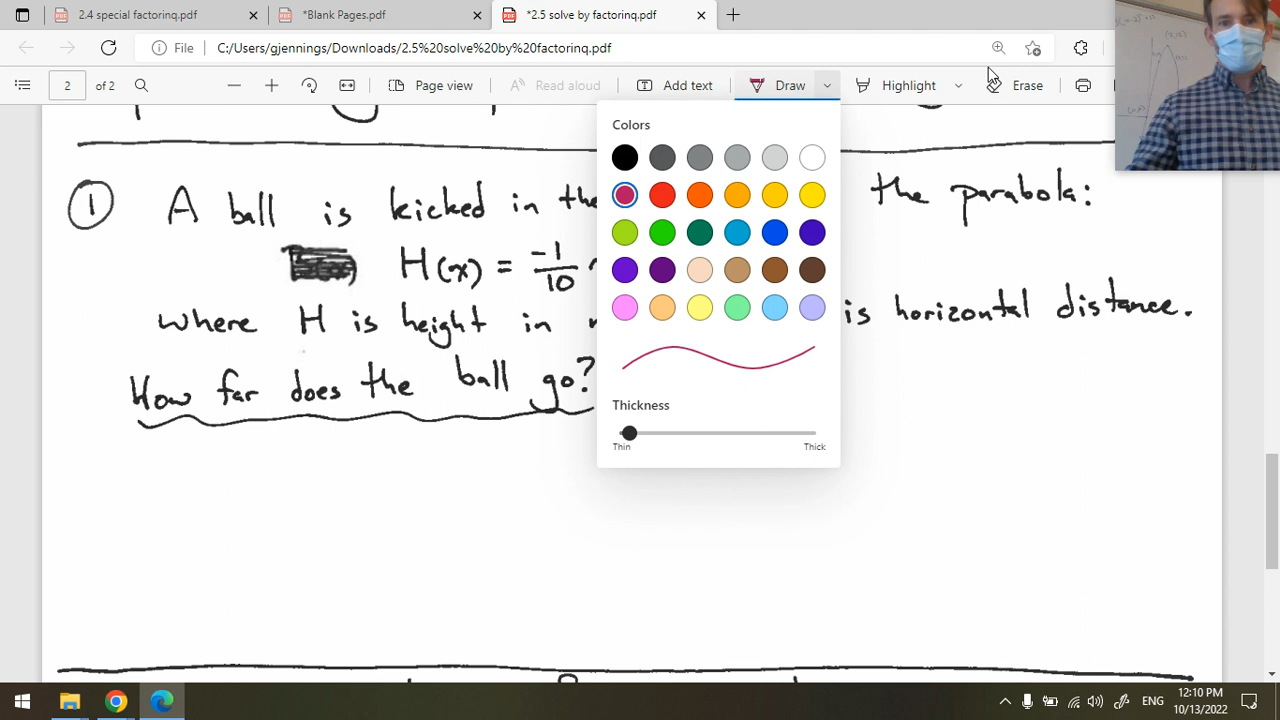 2.4 special factoring.pdf
*Blank Pages.pdf
*2.5 solve by factoring.pdf
File
C:/Users/gjennings/Downloads/2.5%20solve%20by%20factoring.pdf
2
of 2
Page view
Read aloud
Add text
Draw
Highlight
Erase
Colors
① A ball is kicked in the
the parabola:
H(x) = -1/10
where H is height in
is horizontal distance.
How far does the ball go?
Thickness
Thin
Thick
ENG
12:10 PM
10/13/2022